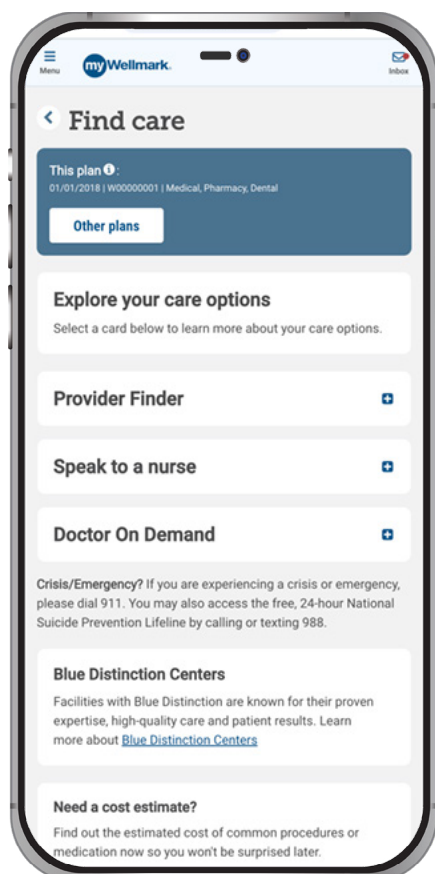 Menu
myWellmark.
Inbox
Find care
This plan :
01/01/2018 | W00000001 | Medical, Pharmacy, Dental
Other plans
Explore your care options
Select a card below to learn more about your care options.
Provider Finder
Speak to a nurse
Doctor On Demand
Crisis/Emergency? If you are experiencing a crisis or emergency,
please dial 911. You may also access the free, 24-hour National
Suicide Prevention Lifeline by calling or texting 988.
Blue Distinction Centers
Facilities with Blue Distinction are known for their proven
expertise, high-quality care and patient results. Learn
more about Blue Distinction Centers
Need a cost estimate?
Find out the estimated cost of common procedures or
medication now so you won't be surprised later.